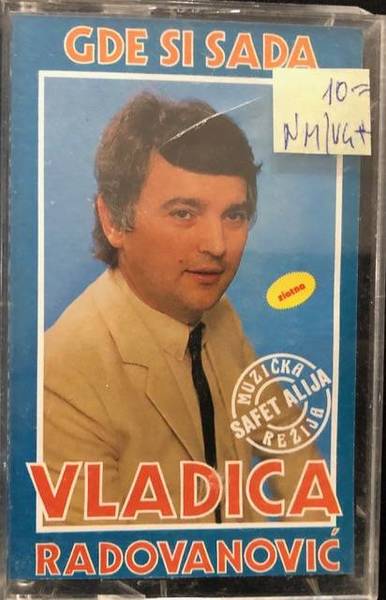 GDE SI SADA
10=
NM/VG+
zlatna
MUZIČKA
SAFET ALIJA
REŽIJA
VLADICA
RADOVANOVIĆ